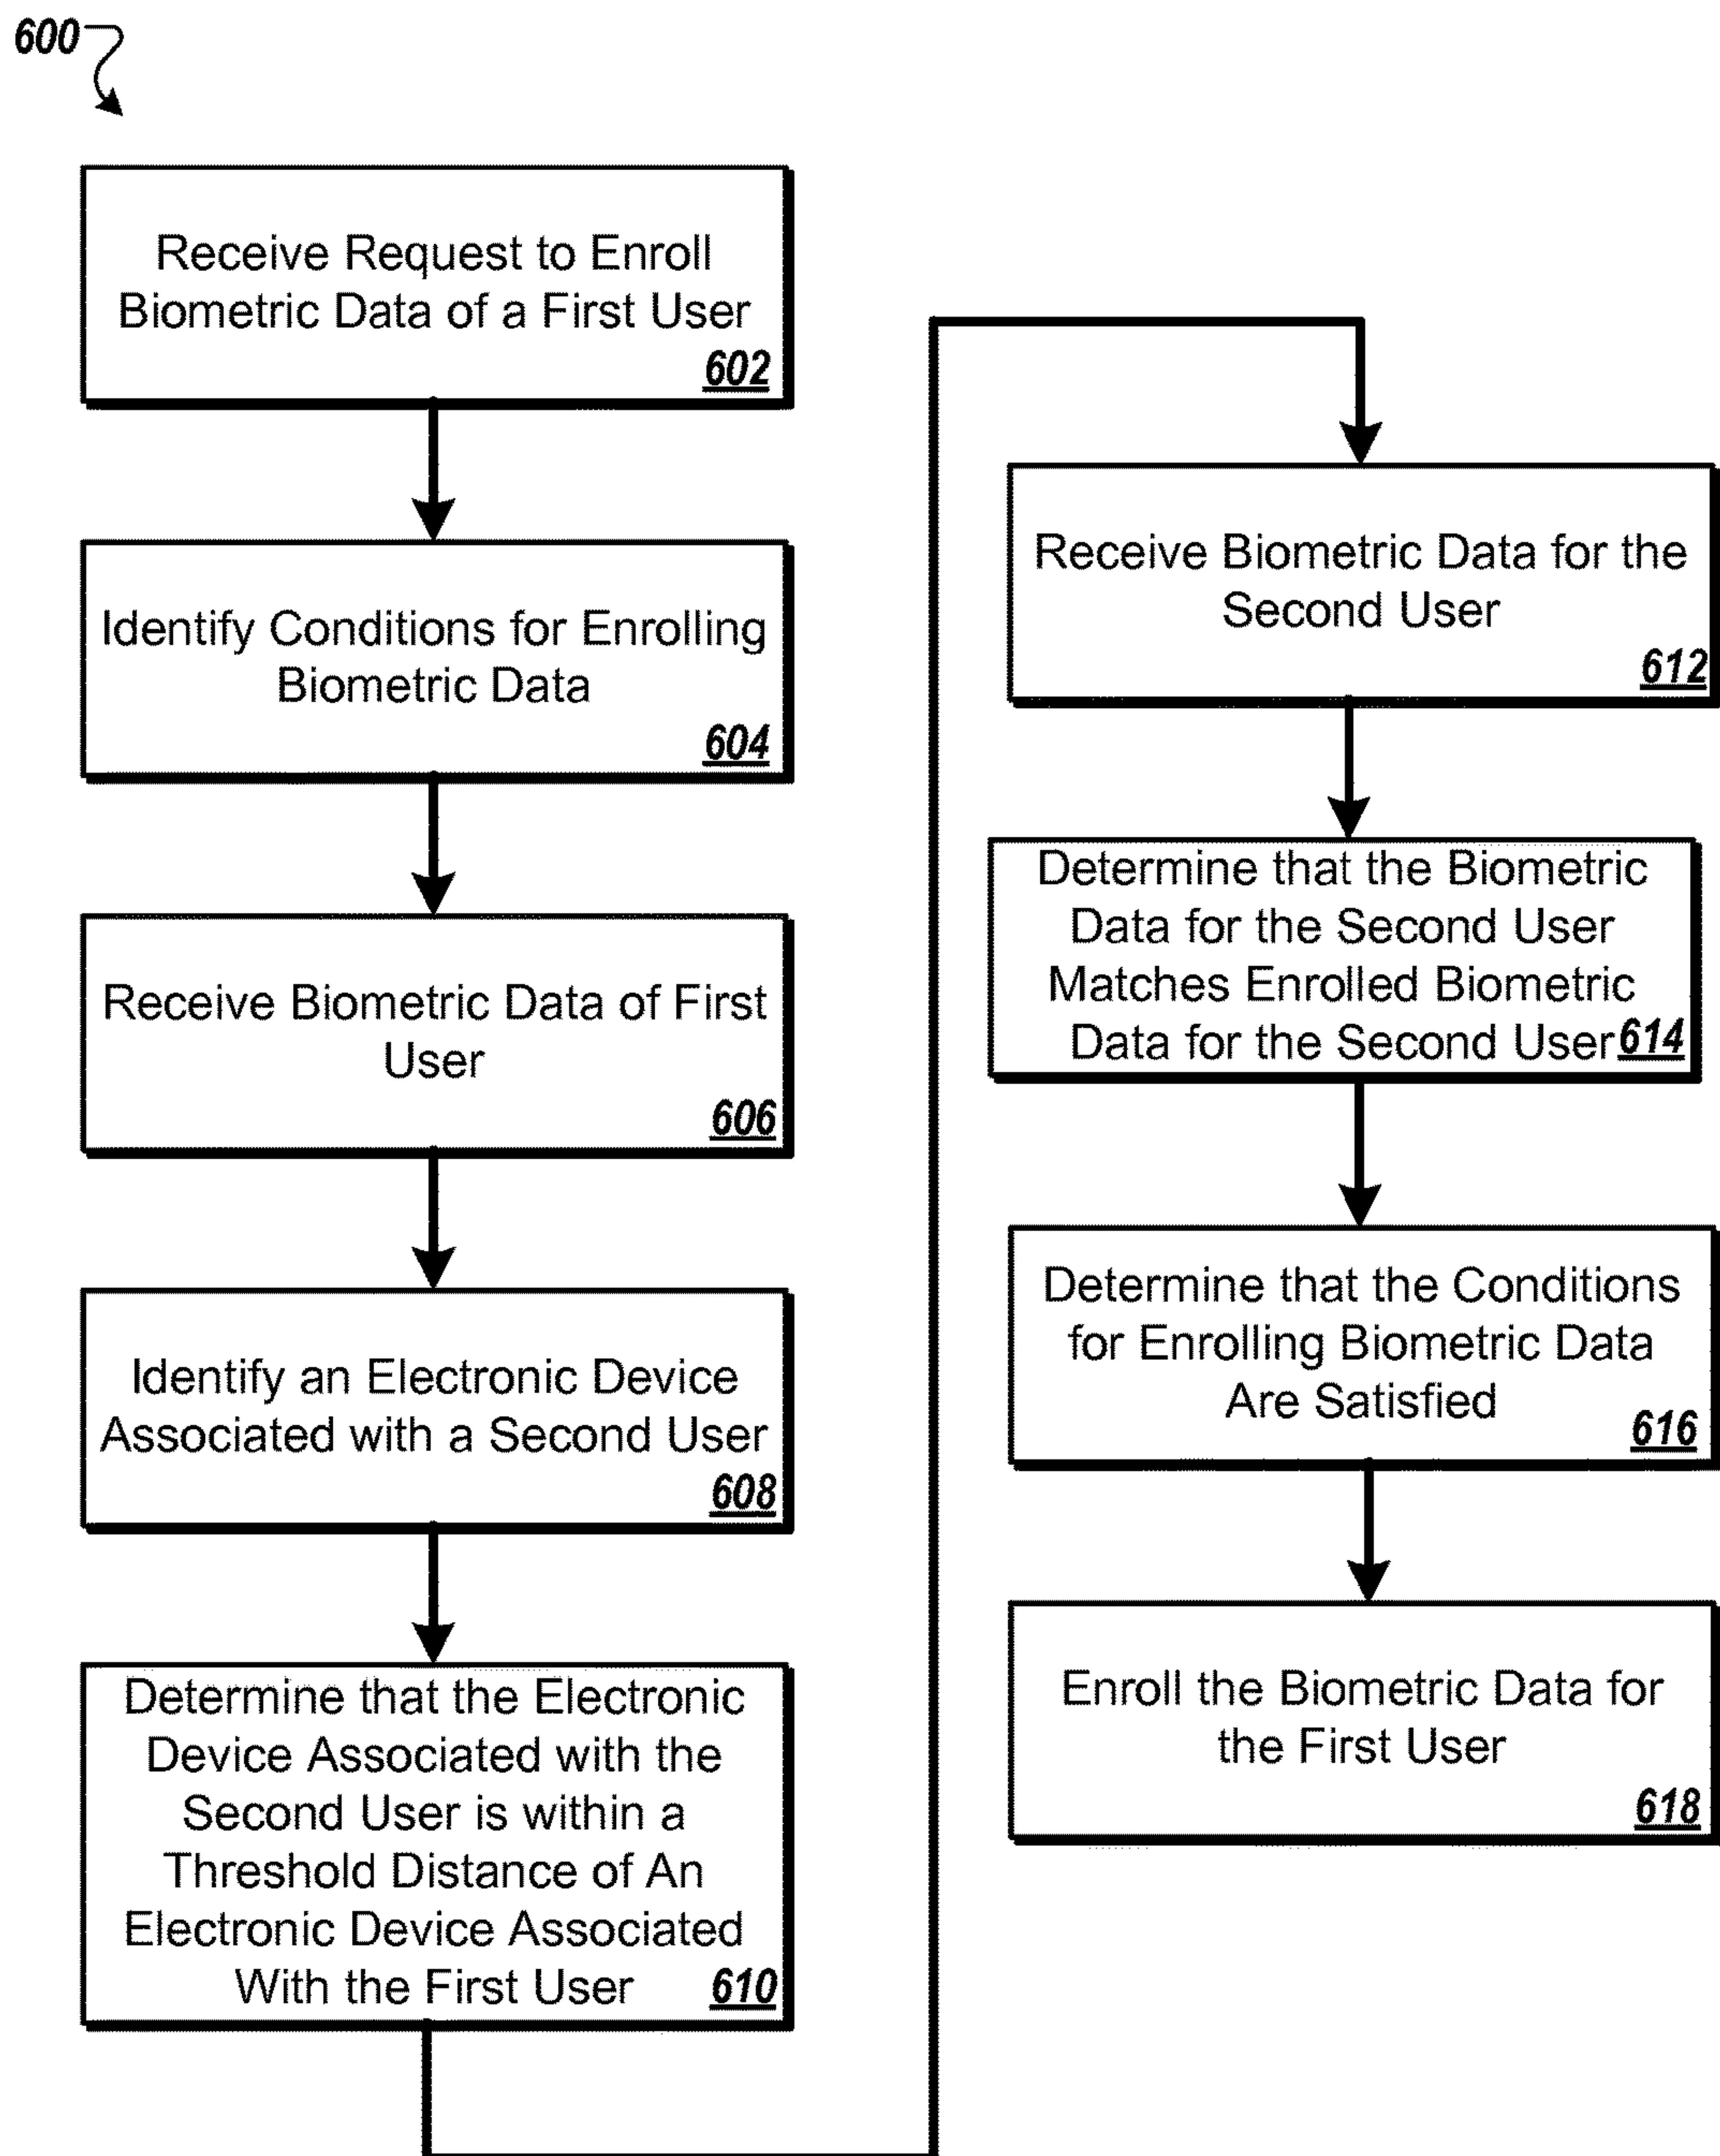 600
Receive Request to Enroll
Biometric Data of a First User
602
Identify Conditions for Enrolling
Biometric Data
604
Receive Biometric Data of First
User
606
Identify an Electronic Device
Associated with a Second User
608
Determine that the Electronic
Device Associated with the
Second User is within a
Threshold Distance of An
Electronic Device Associated
With the First User 610
Receive Biometric Data for the
Second User
612
Determine that the Biometric
Data for the Second User
Matches Enrolled Biometric
Data for the Second User 614
Determine that the Conditions
for Enrolling Biometric Data
Are Satisfied
616
Enroll the Biometric Data for
the First User
618